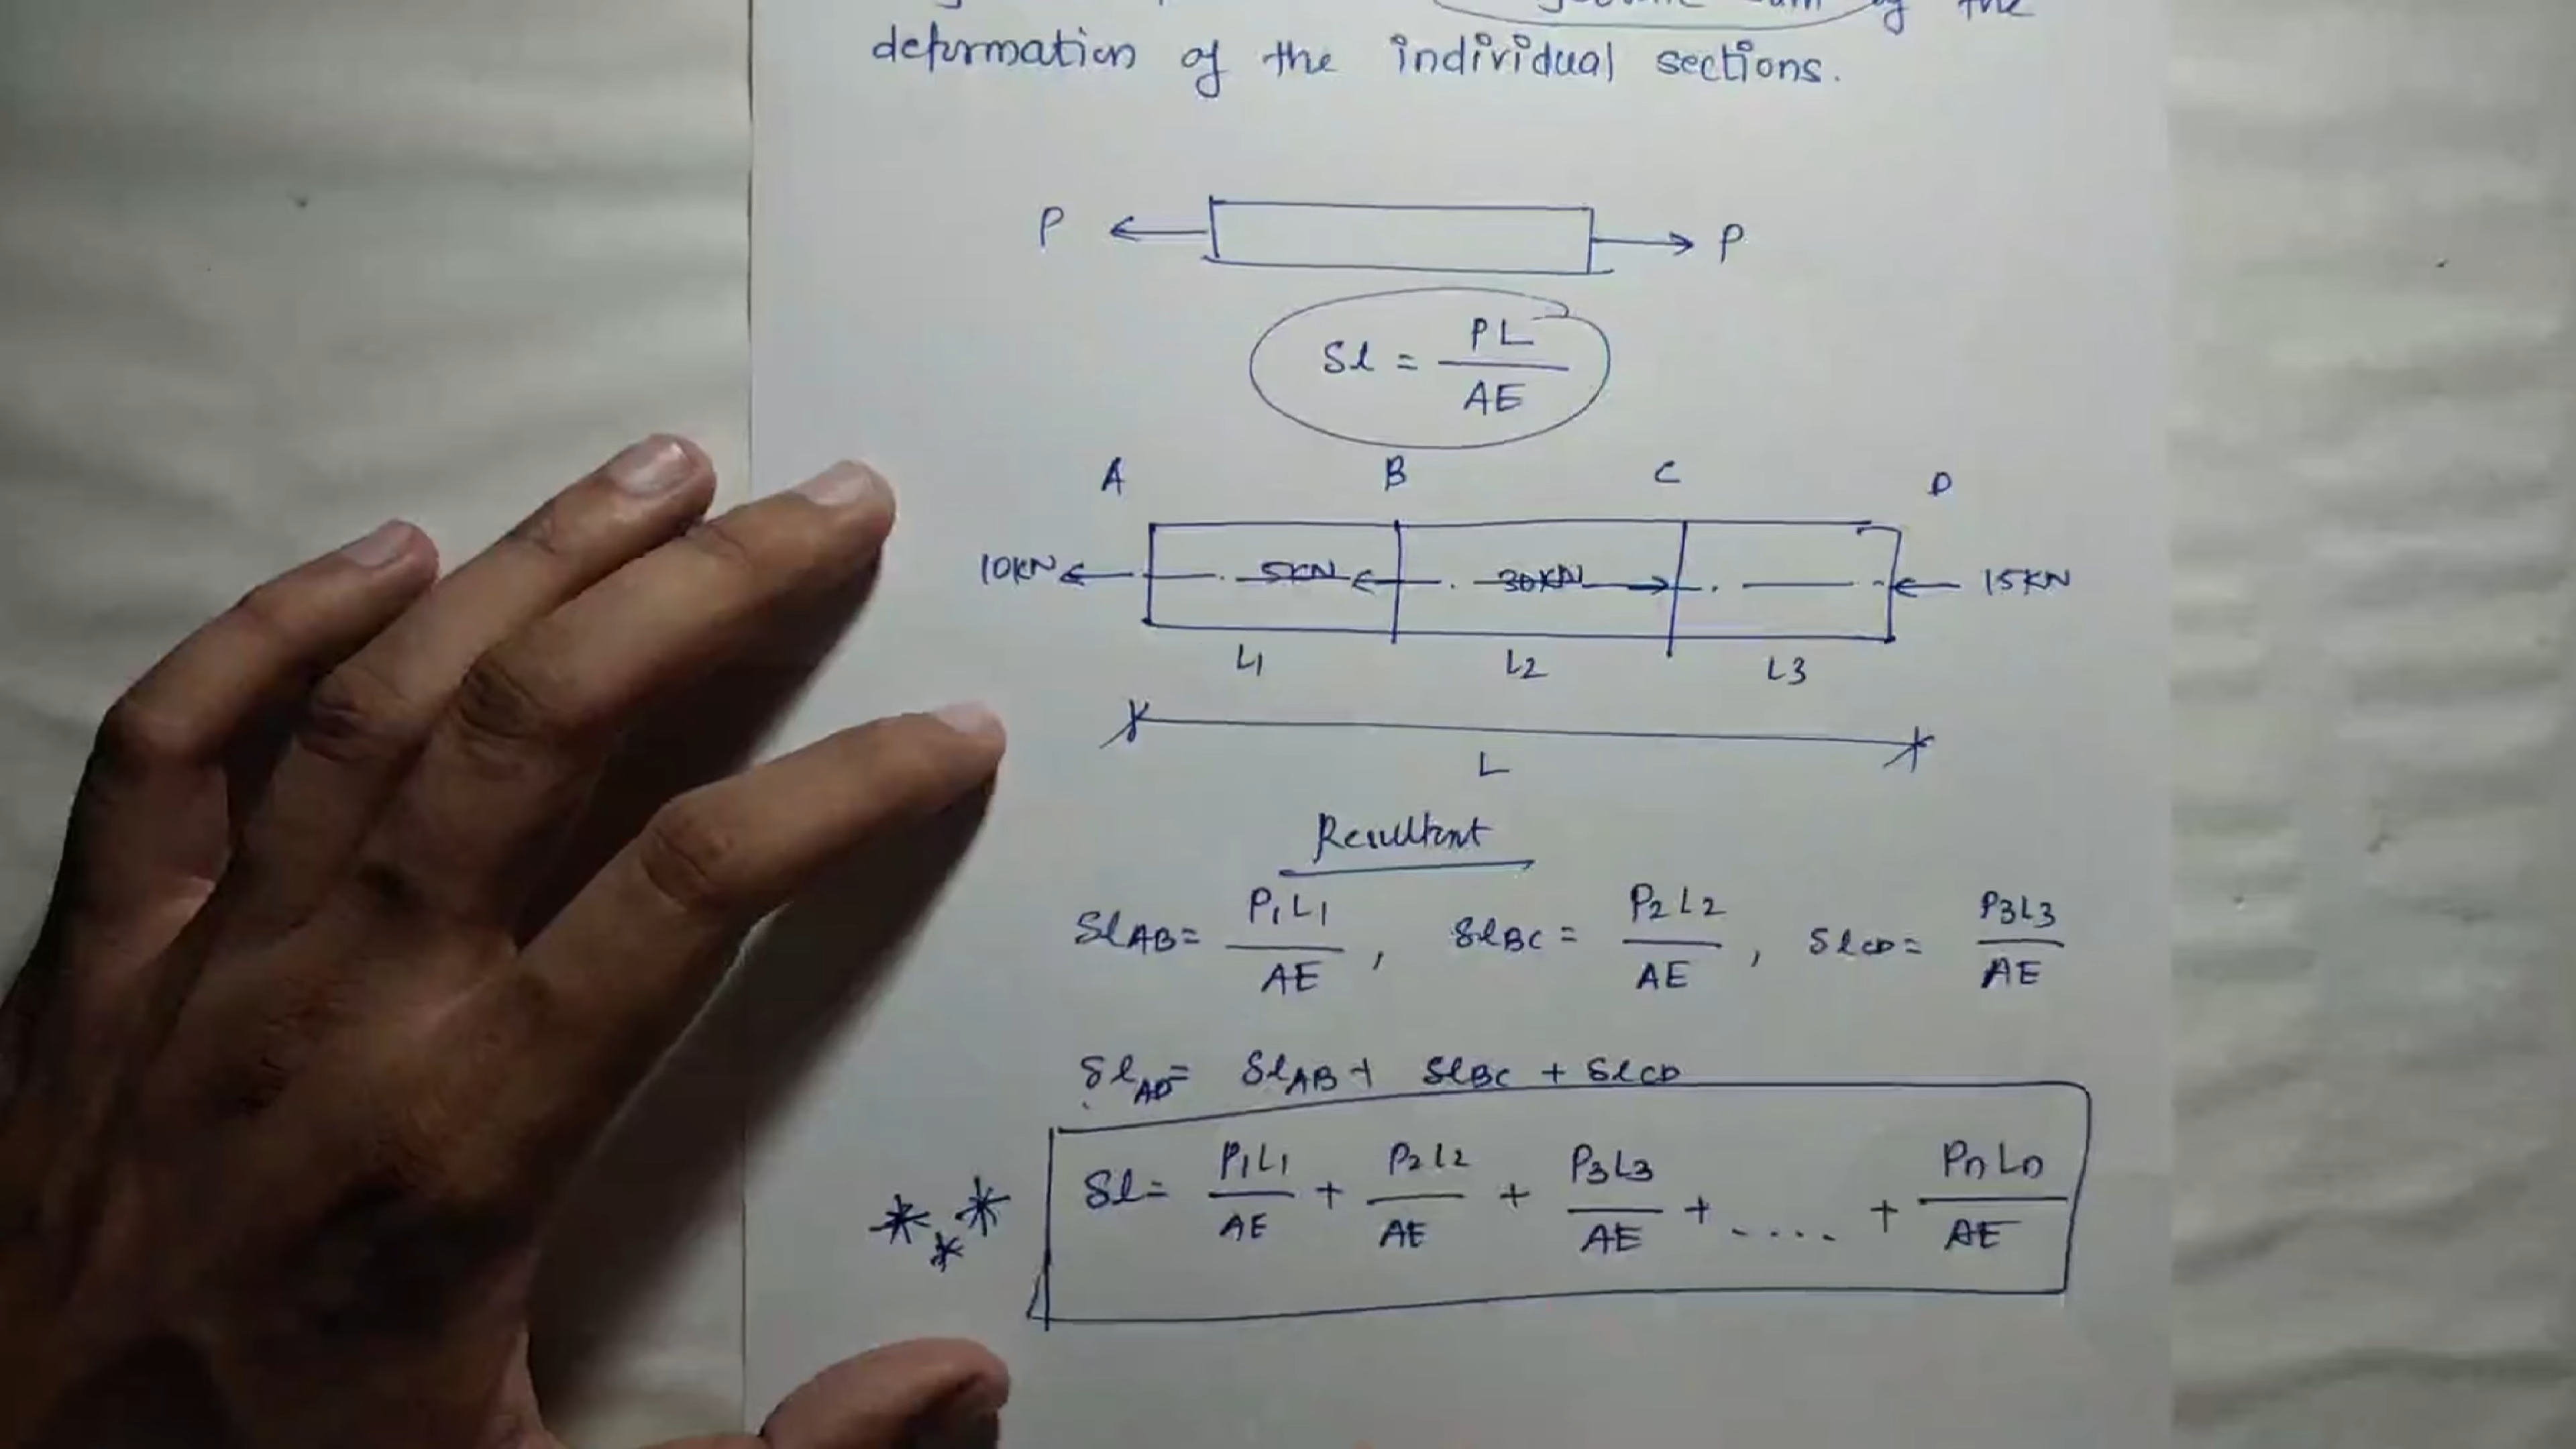 the
deformation of the individual sections.
P P
δl = PL / AE
A B C D
10KN 5KN 30KN 15KN
L1 L2 L3
L
Resultant
δlAB = P1L1 / AE , δlBC = P2L2 / AE , δlCD = P3L3 / AE
δlAD = δlAB + δlBC + δlCD
δl = P1L1 / AE + P2L2 / AE + P3L3 / AE + .... + PnLn / AE